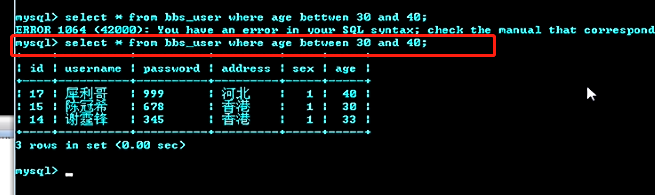 mysql> select * from bbs_user where age bettwen 30 and 40;
ERROR 1064 (42000): You have an error in your SQL syntax; check the manual that correspond
mysql> select * from bbs_user where age between 30 and 40;
+----+----------+----------+---------+-----+-----+
| id | username | password | address | sex | age |
+----+----------+----------+---------+-----+-----+
| 17 | 犀利哥 | 999 | 河北 | 1 | 40 |
| 15 | 陈冠希 | 678 | 香港 | 1 | 30 |
| 14 | 谢霆锋 | 345 | 香港 | 1 | 33 |
+----+----------+----------+---------+-----+-----+
3 rows in set (0.00 sec)
mysql> _